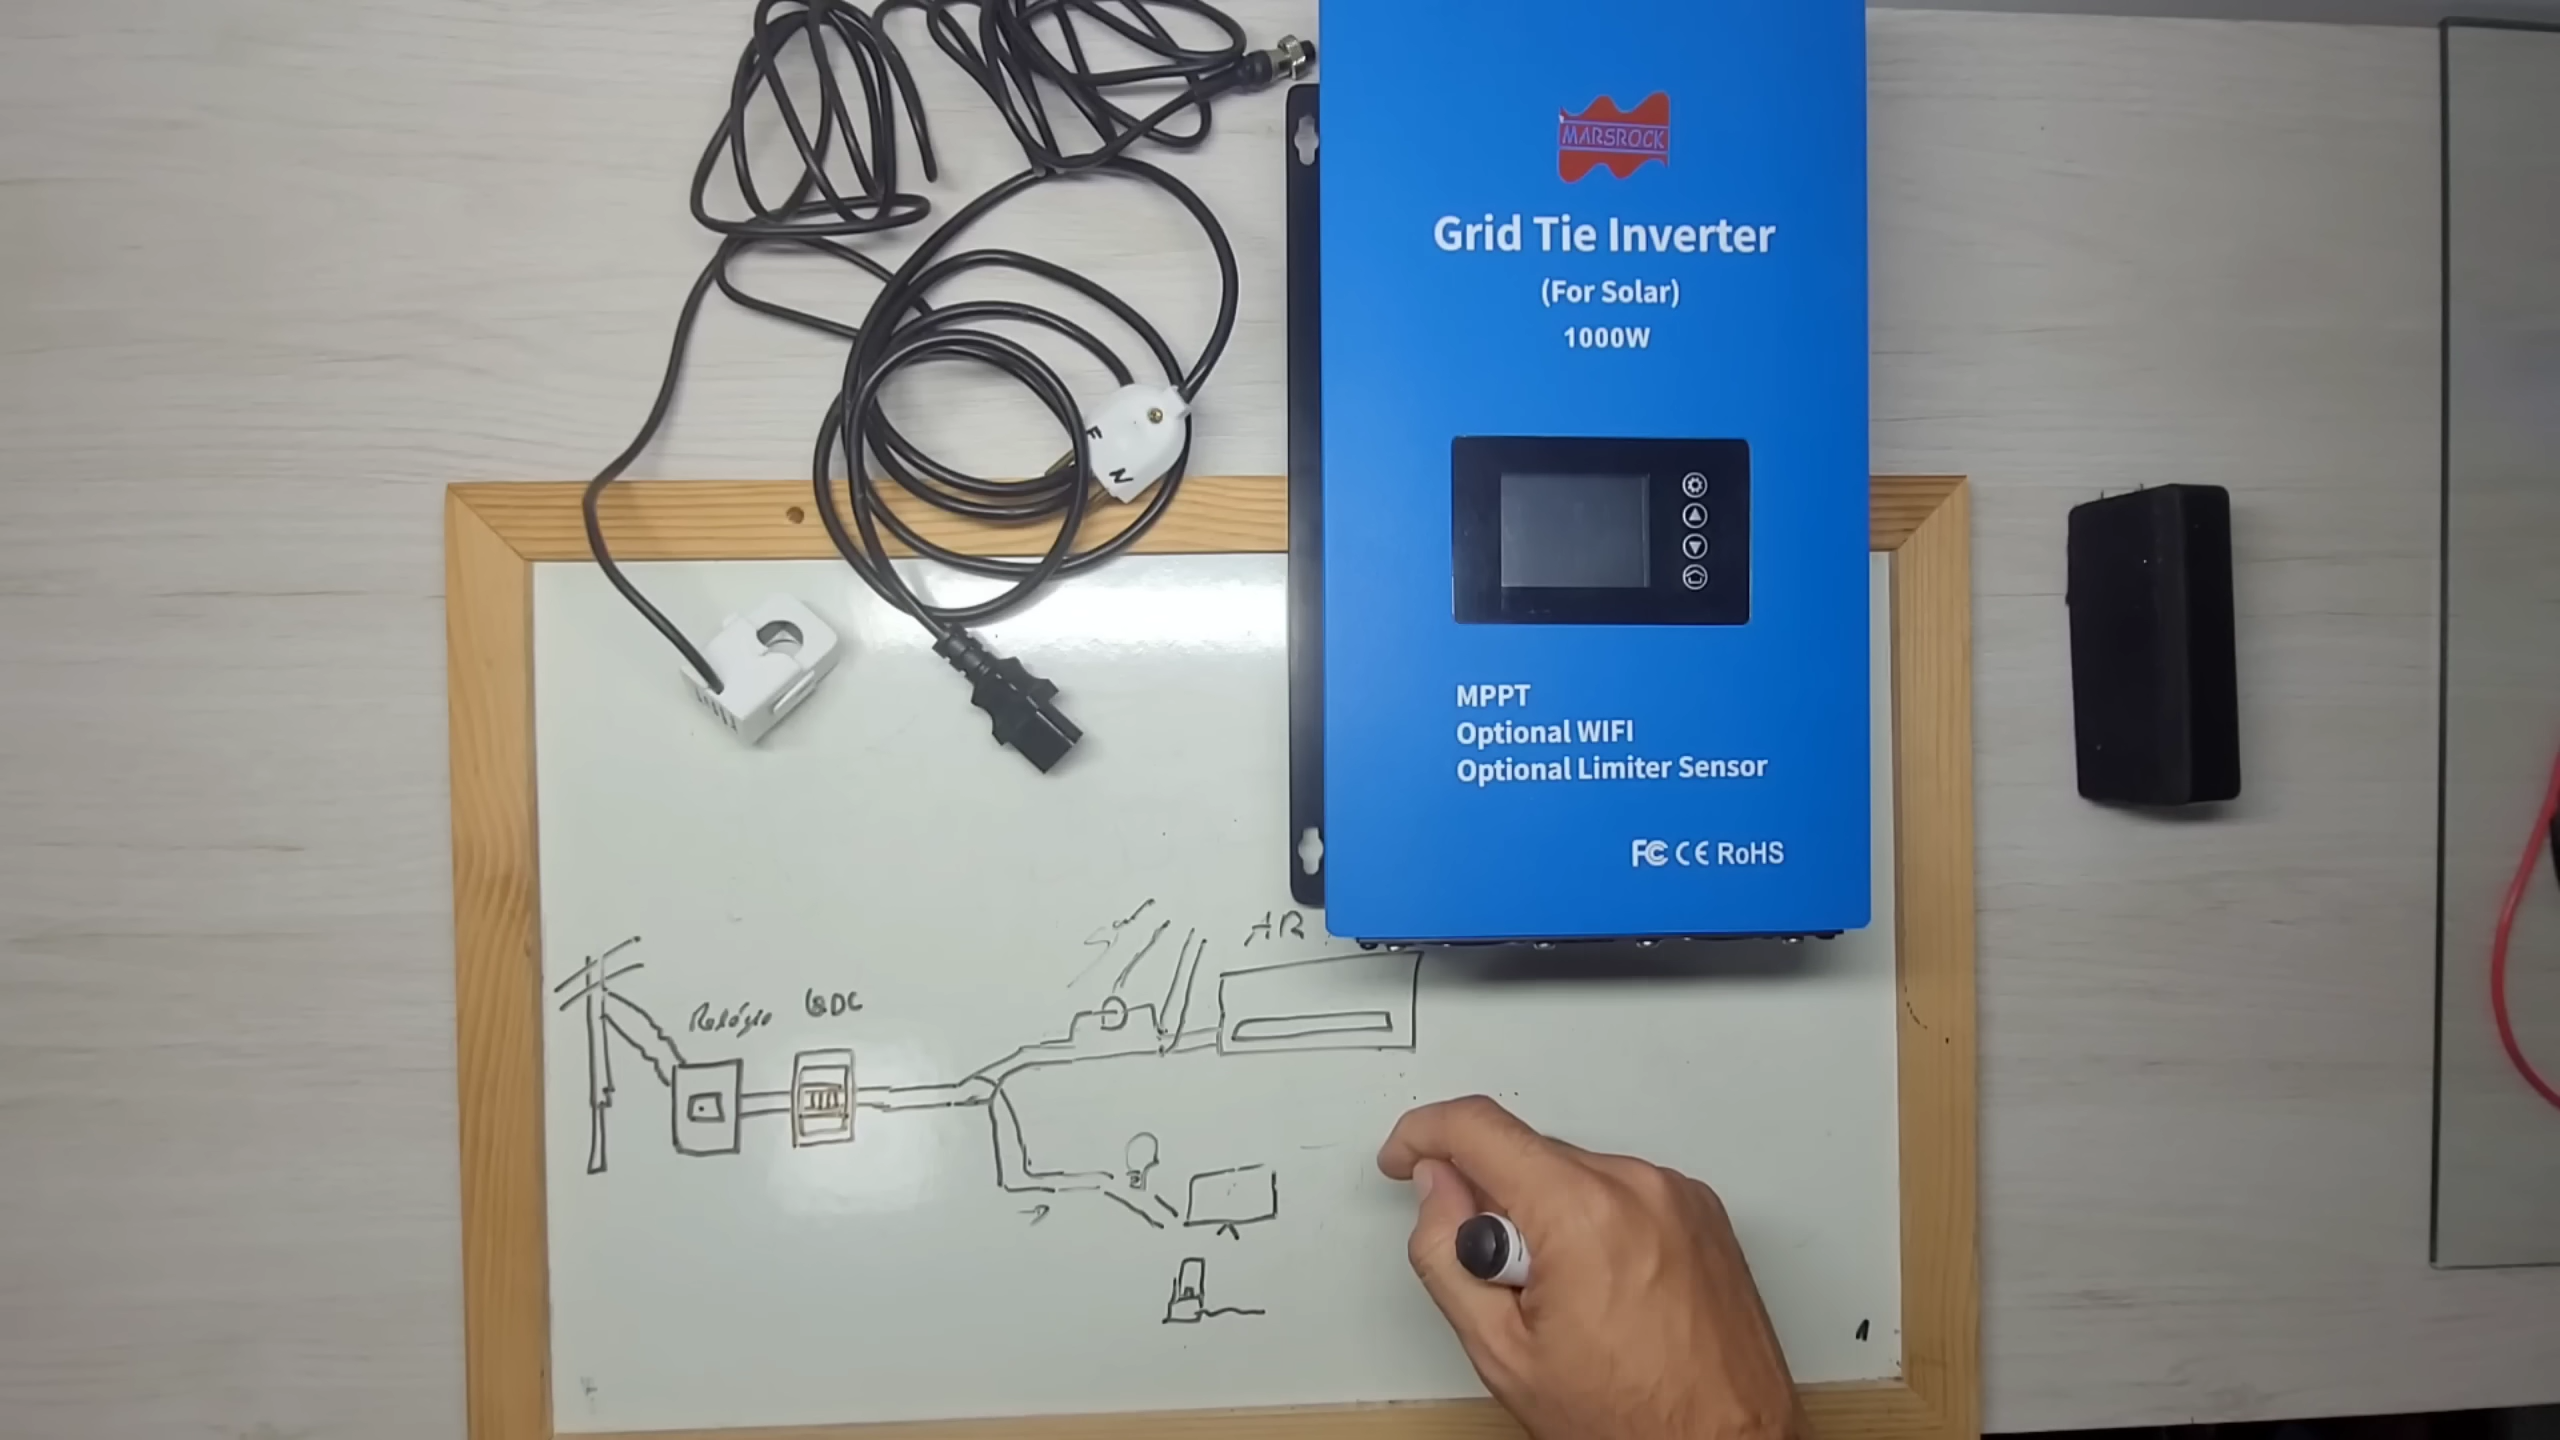 MARSROCK
Grid Tie Inverter
(For Solar)
1000W
F
N
MPPT
Optional WIFI
Optional Limiter Sensor
FC CE RoHS
AR
Relógio QDC